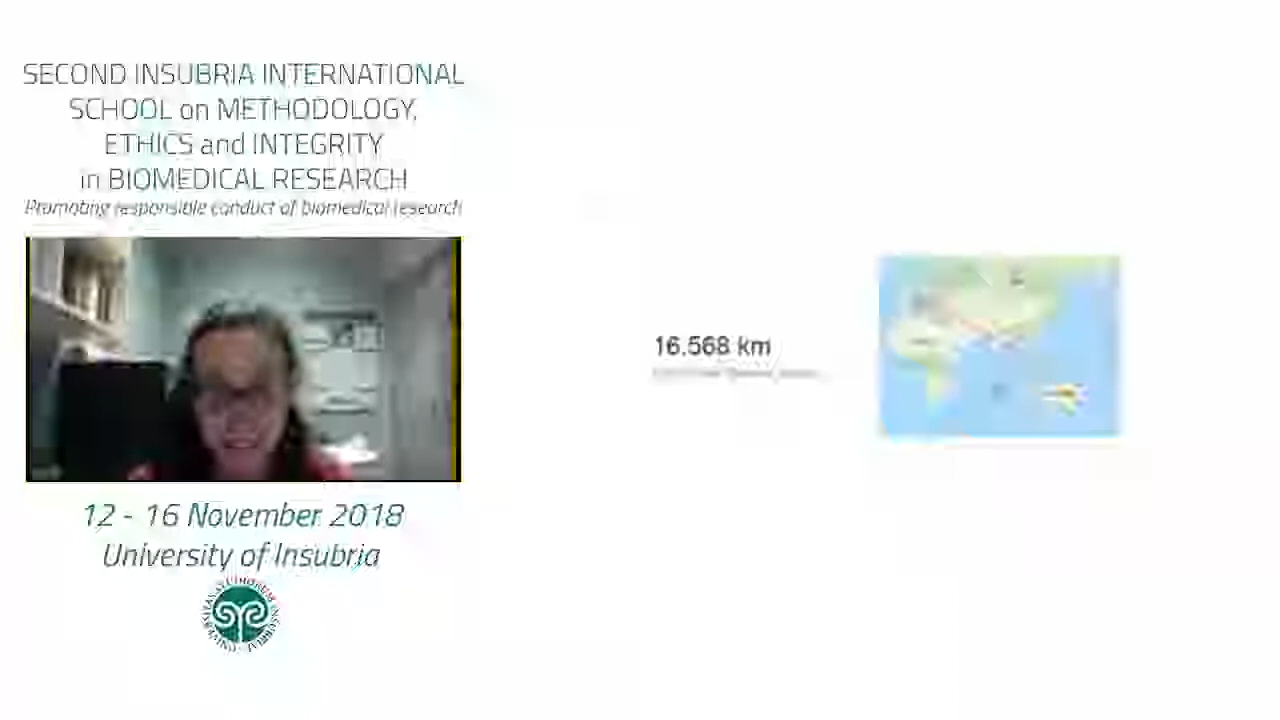 SECOND INSUBRIA INTERNATIONAL
SCHOOL on METHODOLOGY,
ETHICS and INTEGRITY
in BIOMEDICAL RESEARCH
Promoting responsible conduct of biomedical research
12 - 16 November 2018
University of Insubria
16.568 km